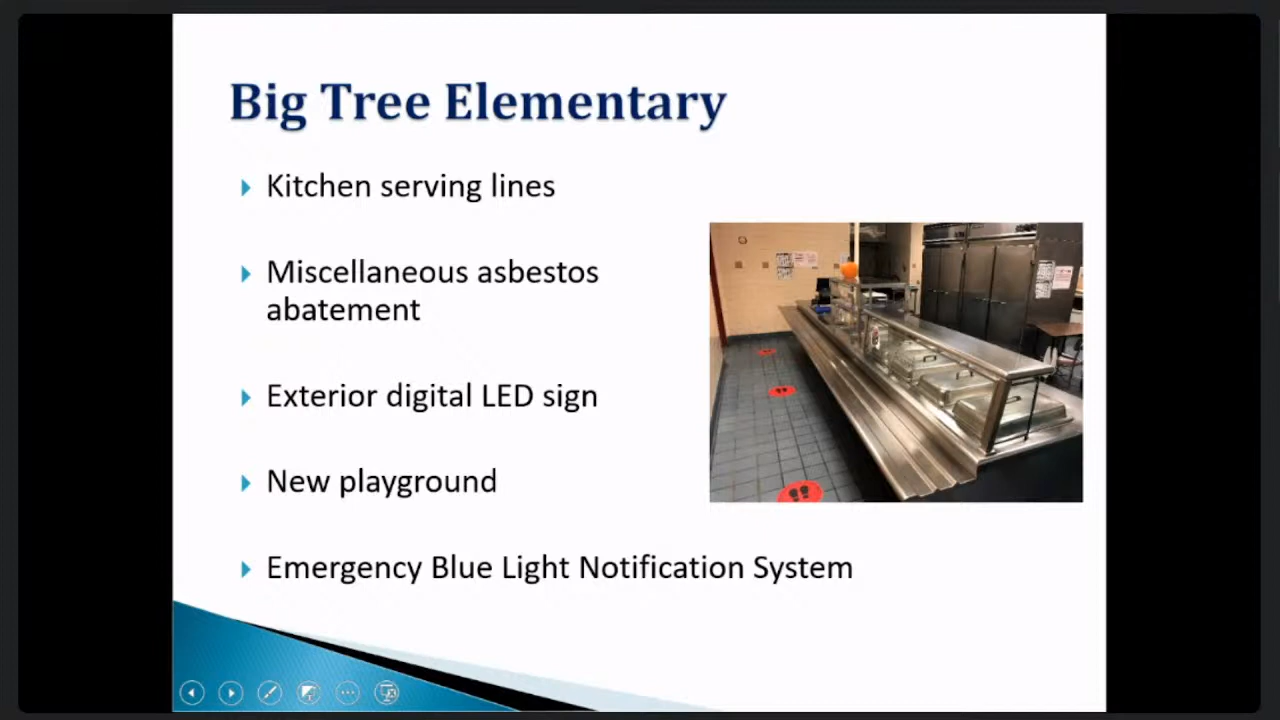 Big Tree Elementary
Kitchen serving lines
Miscellaneous asbestos
abatement
Exterior digital LED sign
New playground
Emergency Blue Light Notification System